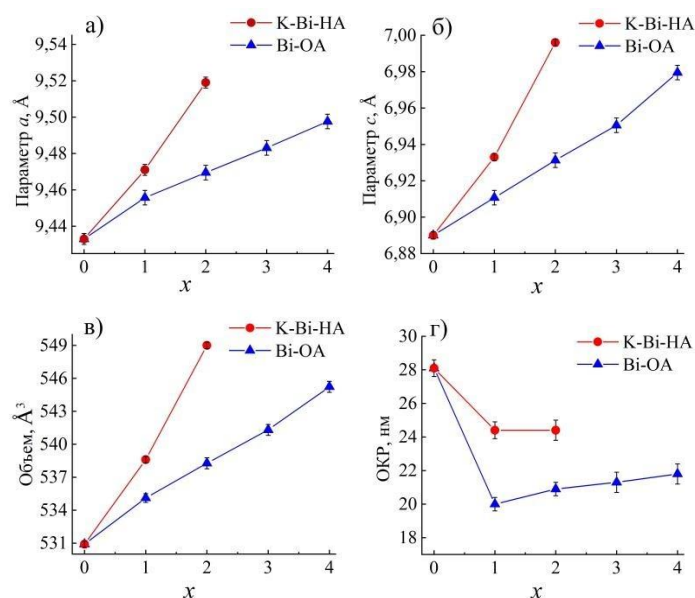 а)
K-Bi-HA
Bi-OA
9,54
9,52
9,50
9,48
9,46
9,44
Параметр a, Å
0 1 2 3 4
x
б)
K-Bi-HA
Bi-OA
7,00
6,98
6,96
6,94
6,92
6,90
6,88
Параметр c, Å
0 1 2 3 4
x
в)
K-Bi-HA
Bi-OA
549
546
543
540
537
534
531
Объем, Å³
0 1 2 3 4
x
г)
K-Bi-HA
Bi-OA
30
28
26
24
22
20
18
ОКР, нм
0 1 2 3 4
x